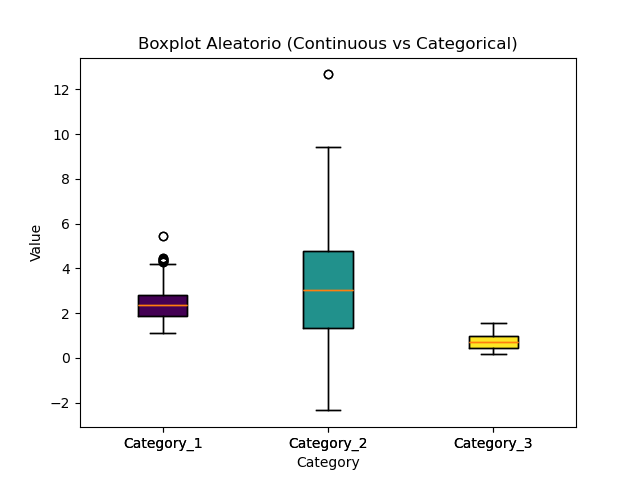 Boxplot Aleatorio (Continuous vs Categorical)
12
10
8
6
4
2
0
−2
Value
Category_1 Category_2 Category_3
Category